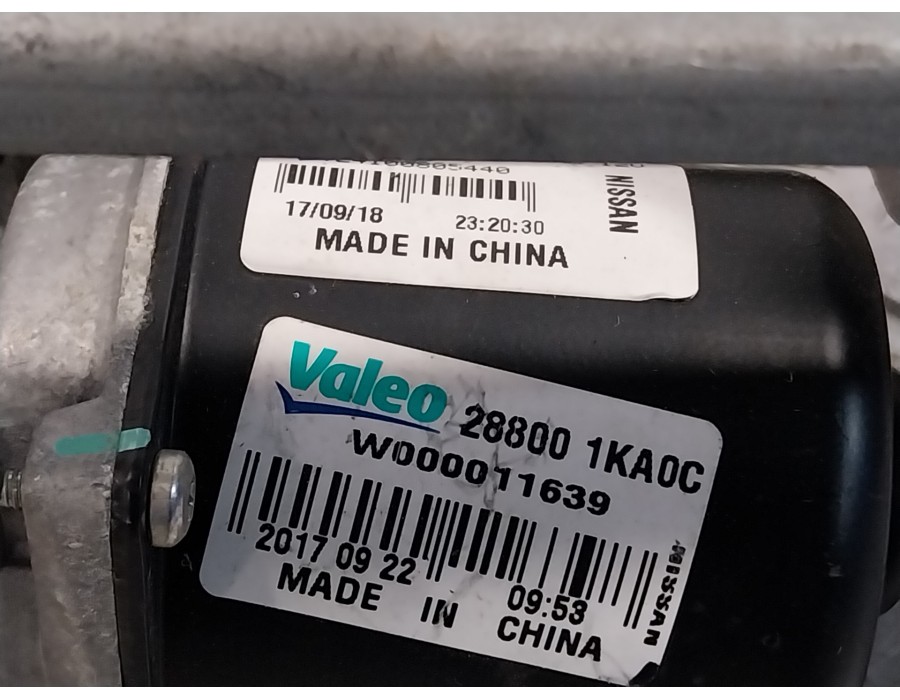 NISSAN
17/09/18 23:20:30
MADE IN CHINA
Valeo 28800 1KA0C
W000011639
2017 09 22 09:53
MADE IN CHINA
NISSAN